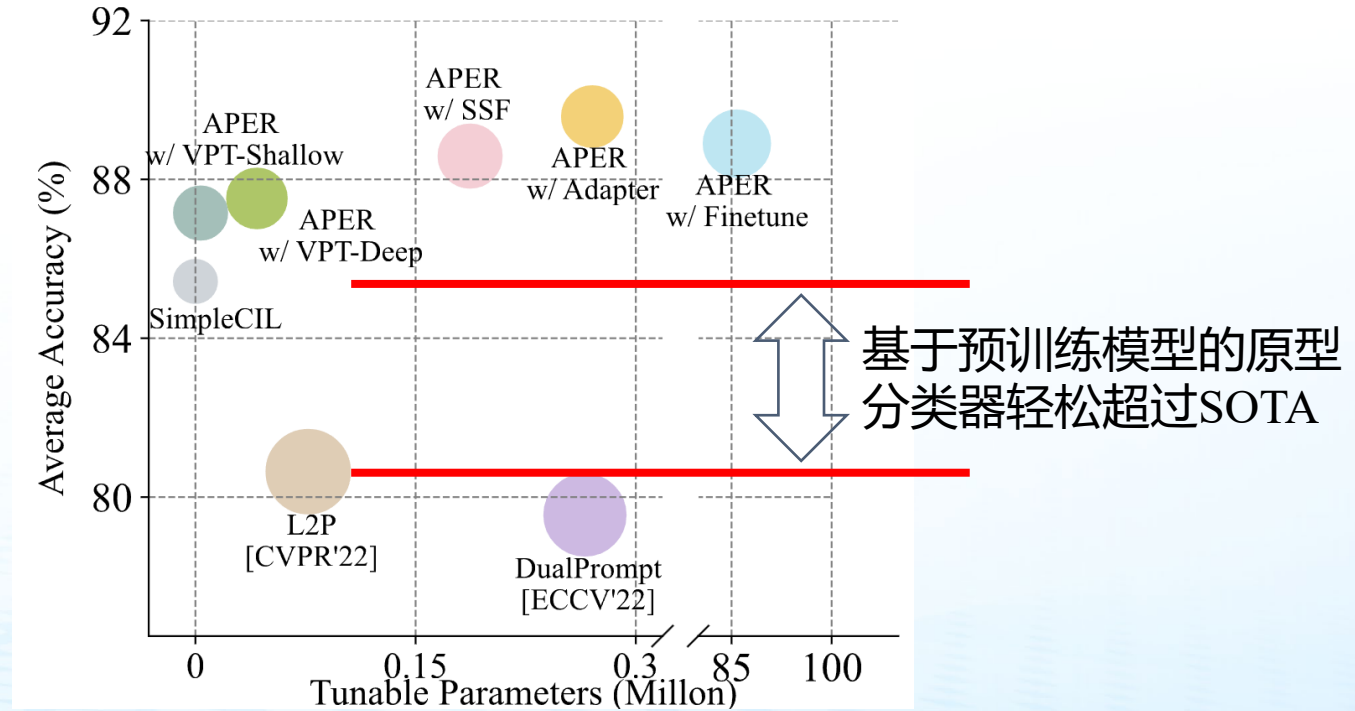 92
APER
w/ SSF
APER
w/ VPT-Shallow
APER
w/ Adapter
APER
w/ Finetune
88
APER
w/ VPT-Deep
SimpleCIL
84
基于预训练模型的原型
分类器轻松超过SOTA
80
L2P
[CVPR'22]
DualPrompt
[ECCV'22]
Average Accuracy (%)
0 0.15 0.3 85 100
Tunable Parameters (Millon)